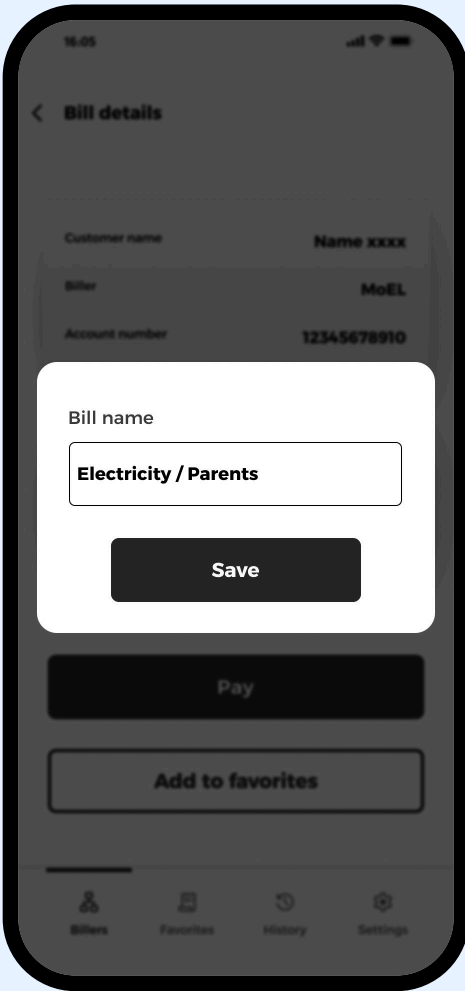 16:05
Bill details
Customer name Name xxxx
Biller MoEL
Account number 12345678910
Bill name
Electricity / Parents
Save
Pay
Add to favorites
Billers Favorites History Settings